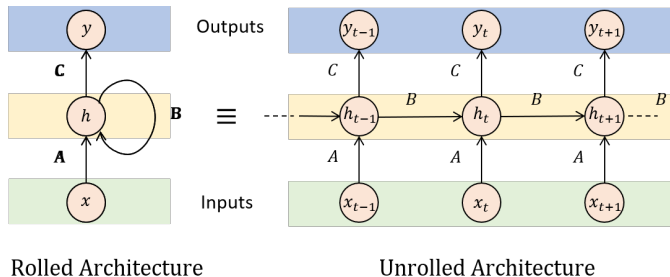 y Outputs y_{t-1} y_t y_{t+1}
C C C C
h B ≡ h_{t-1} B h_t B h_{t+1} B
A A A A
x Inputs x_{t-1} x_t x_{t+1}
Rolled Architecture Unrolled Architecture